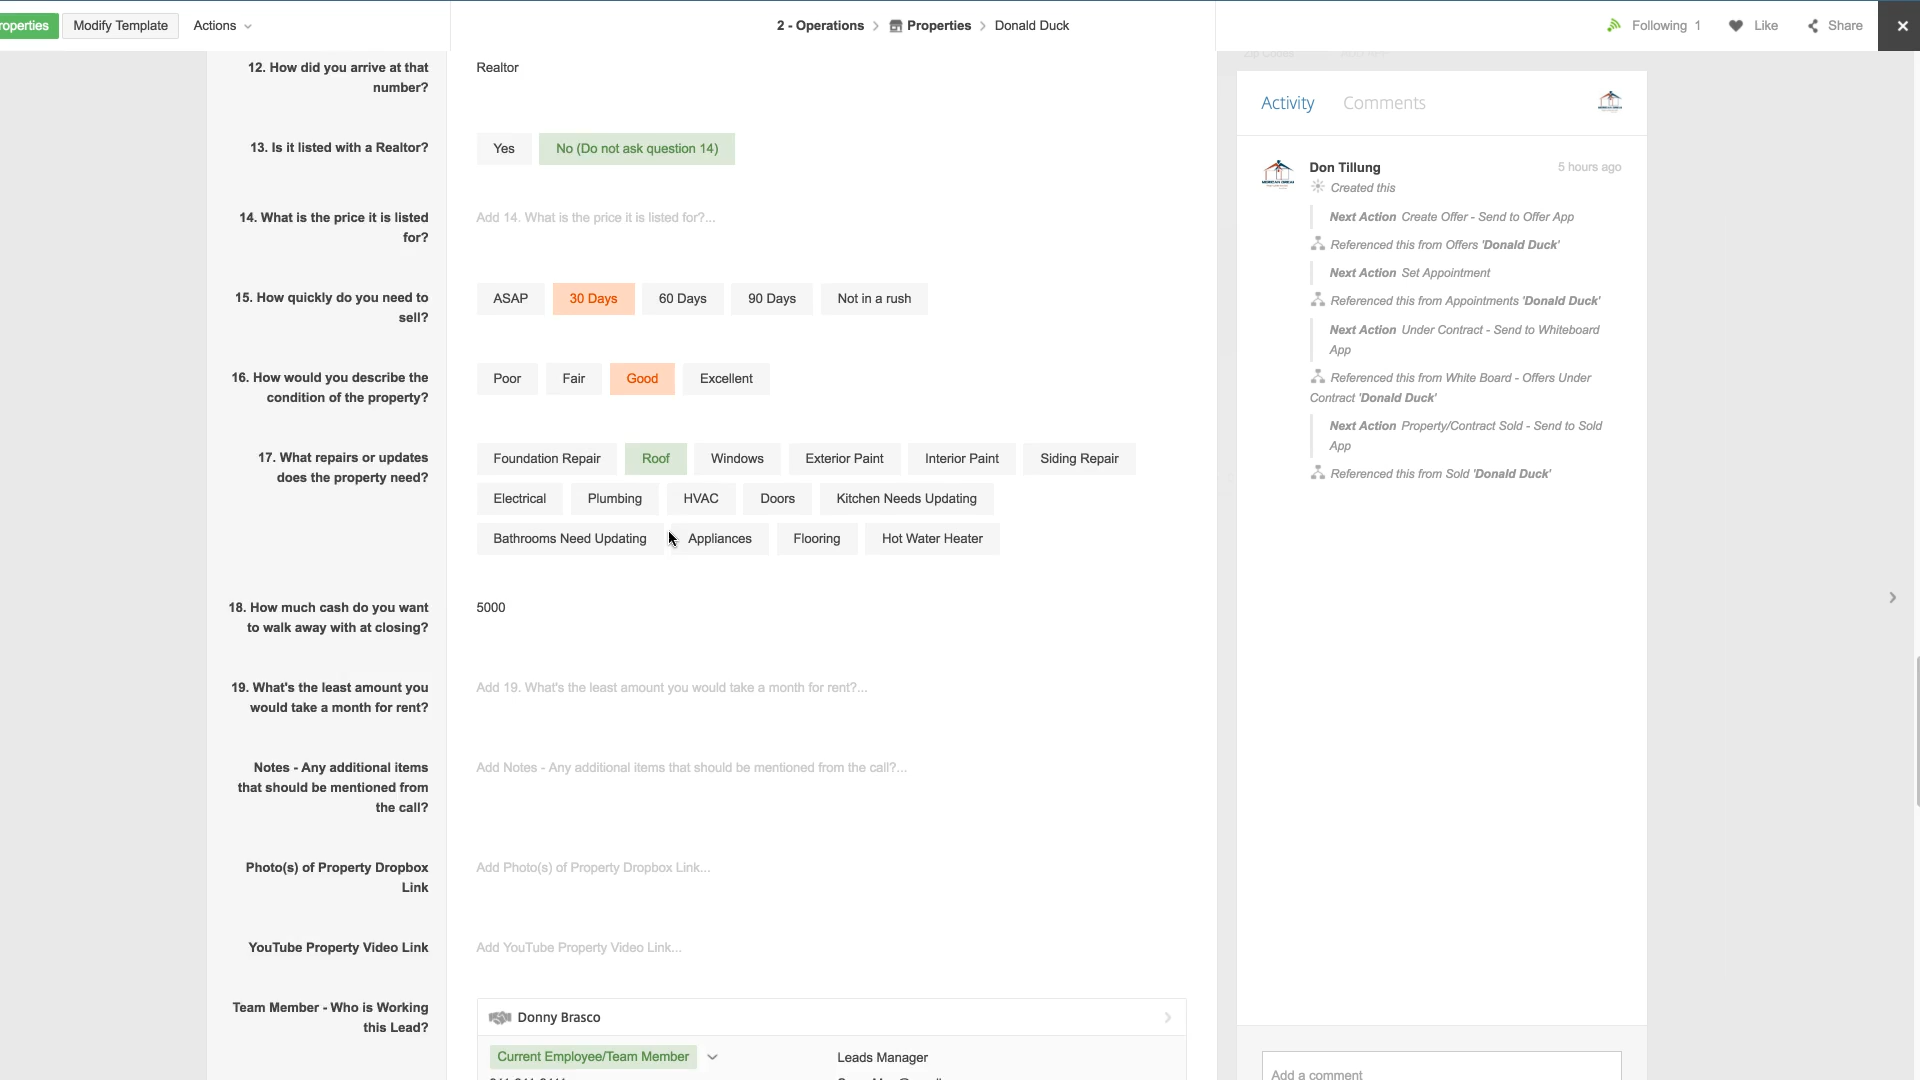 roperties
Modify Template
Actions
2 - Operations
Properties
Donald Duck
Following 1
Like
Share
12. How did you arrive at that
number?
Realtor
13. Is it listed with a Realtor?
Yes
No (Do not ask question 14)
14. What is the price it is listed
for?
Add 14. What is the price it is listed for?...
15. How quickly do you need to
sell?
ASAP
30 Days
60 Days
90 Days
Not in a rush
16. How would you describe the
condition of the property?
Poor
Fair
Good
Excellent
17. What repairs or updates
does the property need?
Foundation Repair
Roof
Windows
Exterior Paint
Interior Paint
Siding Repair
Electrical
Plumbing
HVAC
Doors
Kitchen Needs Updating
Bathrooms Need Updating
Appliances
Flooring
Hot Water Heater
18. How much cash do you want
to walk away with at closing?
5000
19. What's the least amount you
would take a month for rent?
Add 19. What's the least amount you would take a month for rent?...
Notes - Any additional items
that should be mentioned from
the call?
Add Notes - Any additional items that should be mentioned from the call?...
Photo(s) of Property Dropbox
Link
Add Photo(s) of Property Dropbox Link...
YouTube Property Video Link
Add YouTube Property Video Link...
Team Member - Who is Working
this Lead?
Donny Brasco
Current Employee/Team Member
Leads Manager
Activity
Comments
Don Tillung
5 hours ago
Created this
Next Action Create Offer - Send to Offer App
Referenced this from Offers 'Donald Duck'
Next Action Set Appointment
Referenced this from Appointments 'Donald Duck'
Next Action Under Contract - Send to Whiteboard
App
Referenced this from White Board - Offers Under
Contract 'Donald Duck'
Next Action Property/Contract Sold - Send to Sold
App
Referenced this from Sold 'Donald Duck'
Add a comment